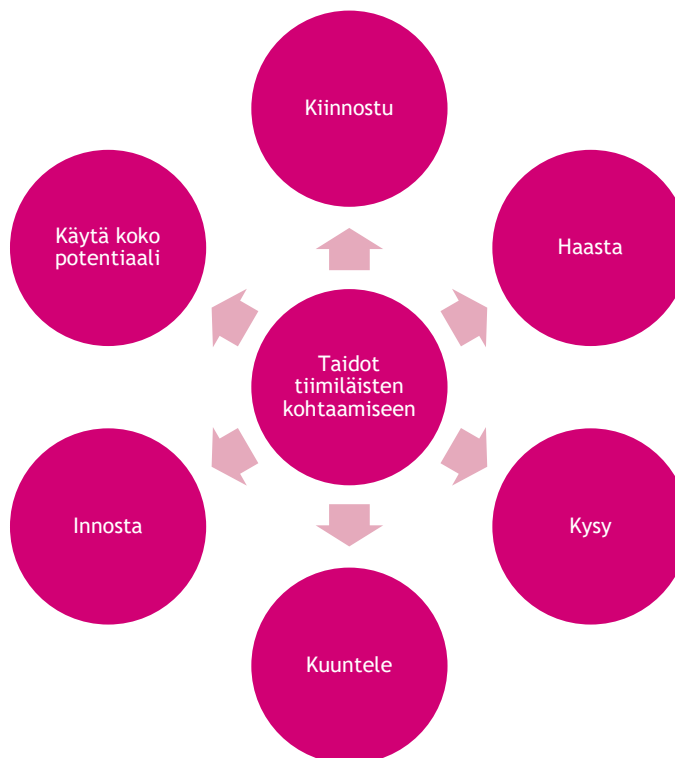 Kiinnostu
Käytä koko
potentiaali
Haasta
Taidot
tiimiläisten
kohtaamiseen
Innosta
Kysy
Kuuntele